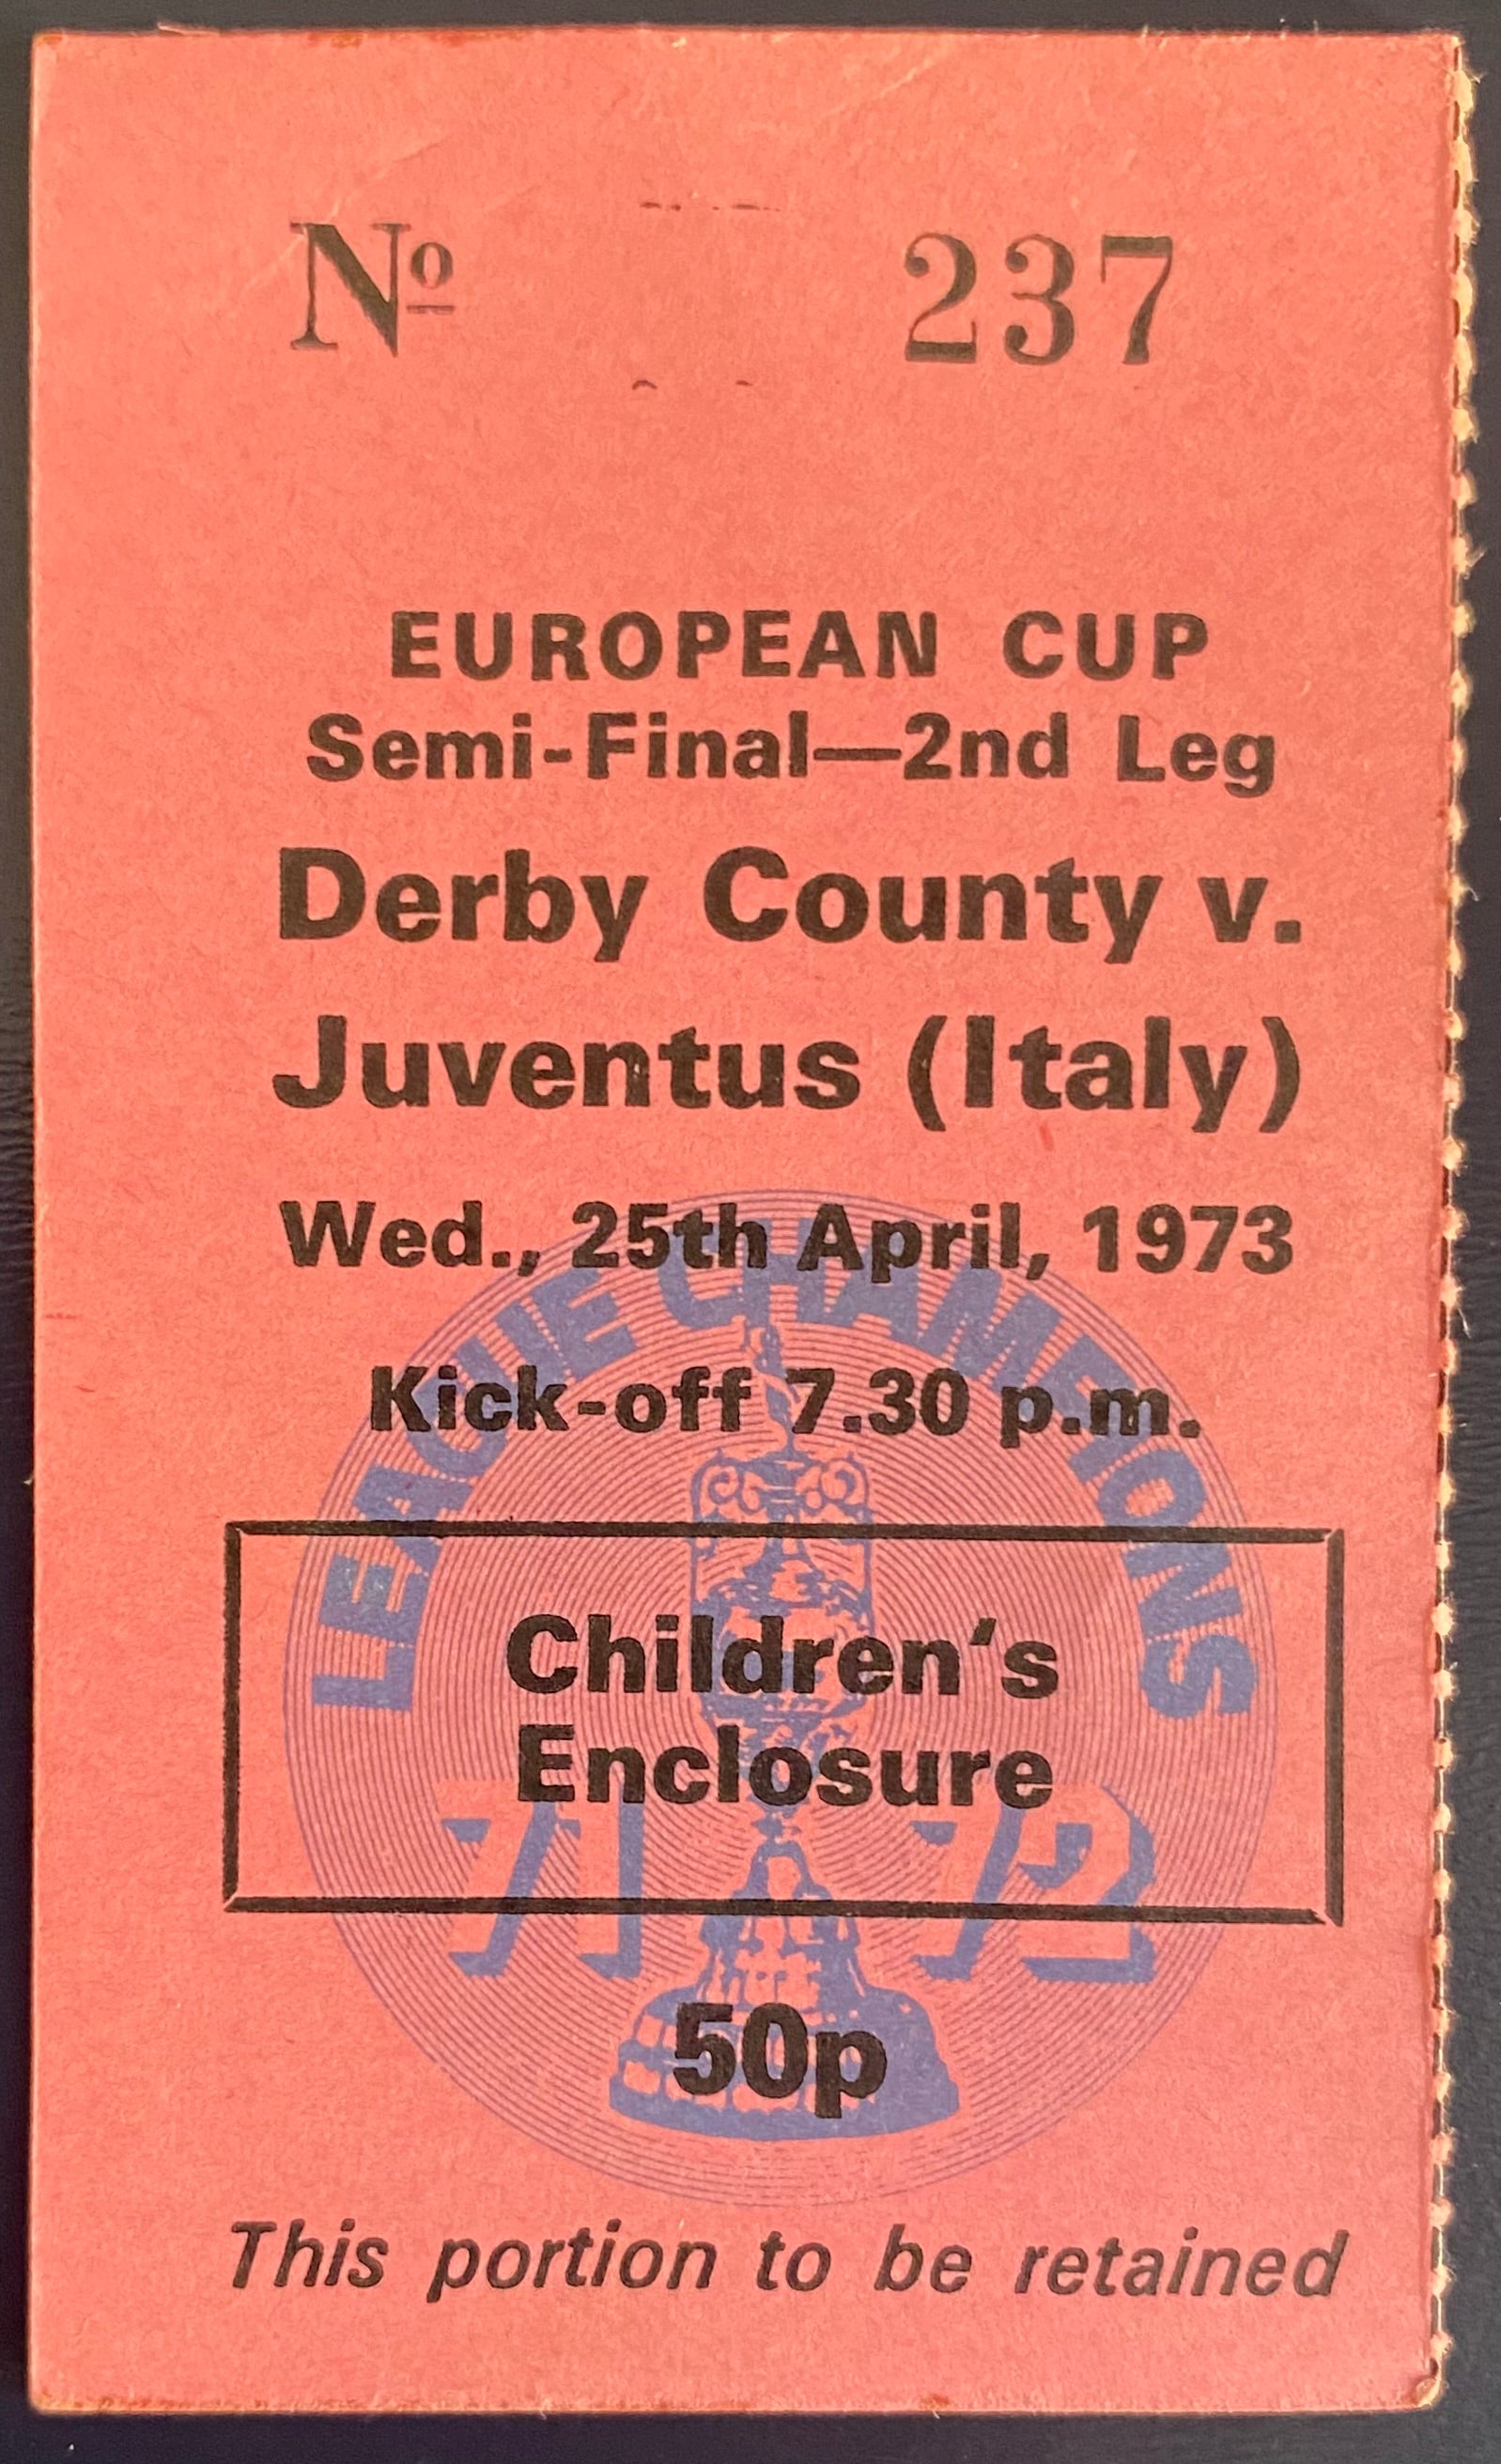 Nº 237
EUROPEAN CUP
Semi-Final—2nd Leg
Derby County v.
Juventus (Italy)
Wed., 25th April, 1973
Kick-off 7.30 p.m.
LEAGUE CHAMPIONS
Children‘s
Enclosure
71 72
50p
This portion to be retained